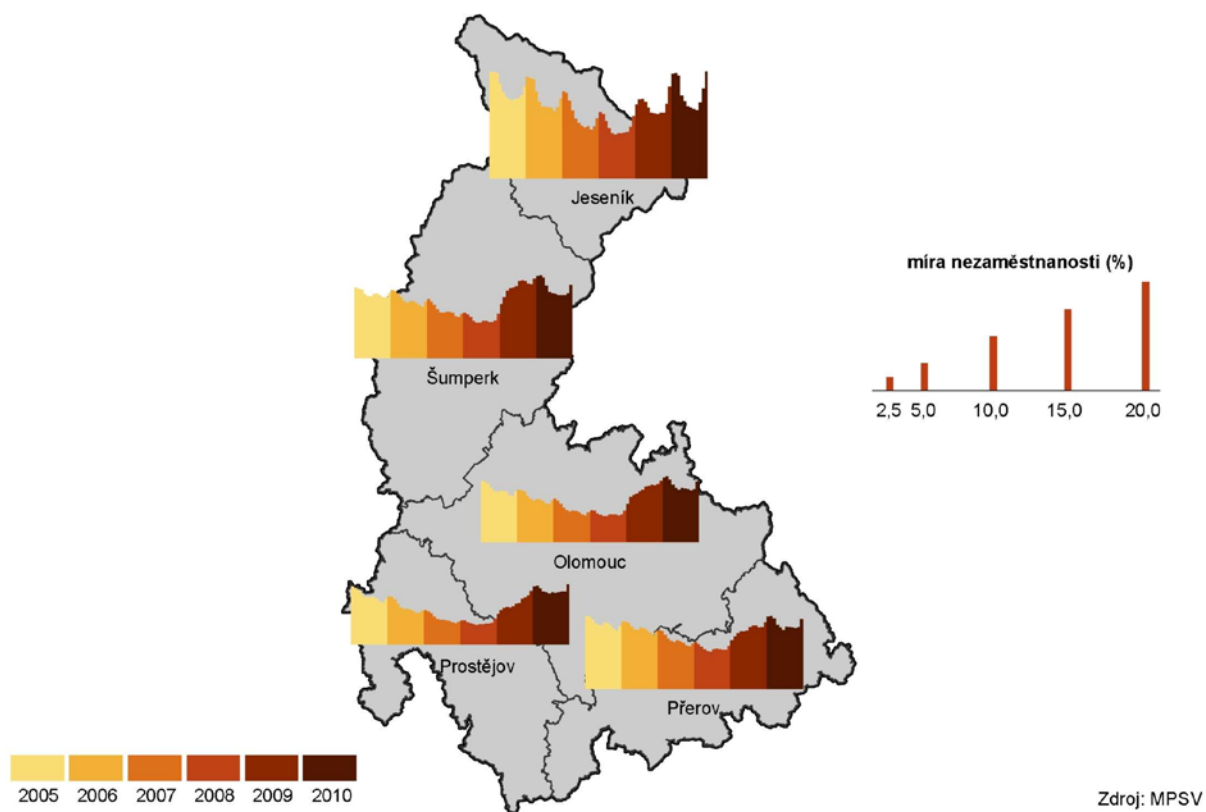 Jeseník
míra nezaměstnanosti (%)
2,5 5,0 10,0 15,0 20,0
Šumperk
Olomouc
Prostějov
Přerov
2005 2006 2007 2008 2009 2010
Zdroj: MPSV